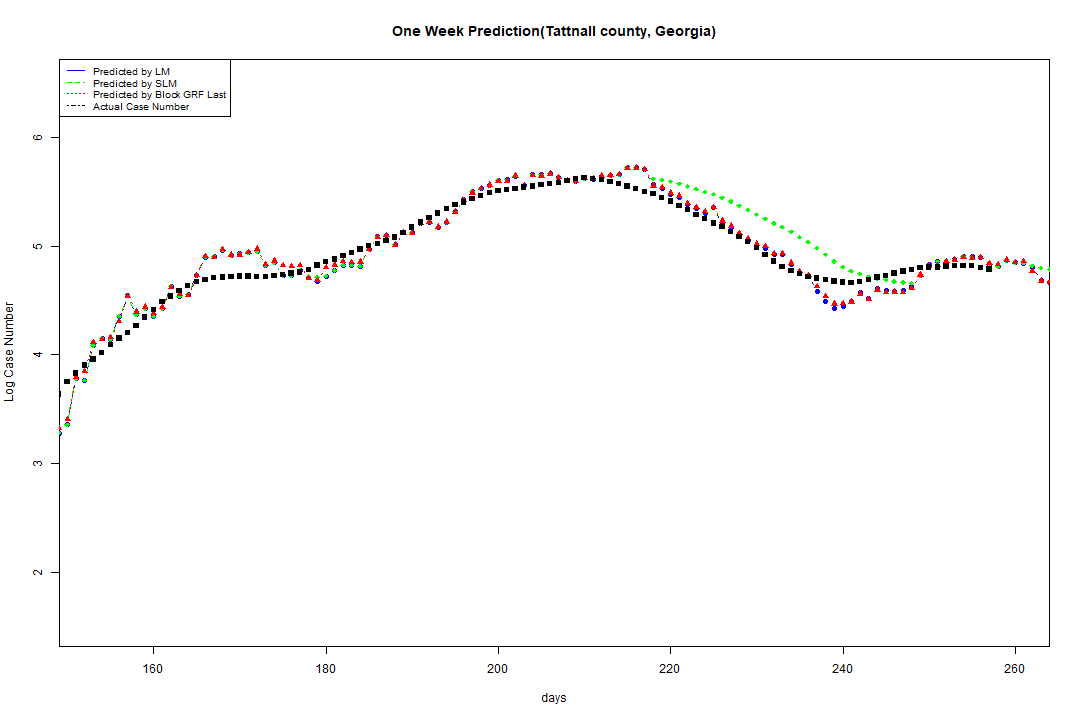 One Week Prediction(Tattnall county, Georgia)
Predicted by LM
Predicted by SLM
Predicted by Block GRF Last
Actual Case Number
6
5
4
3
2
Log Case Number
160
180
200
220
240
260
days